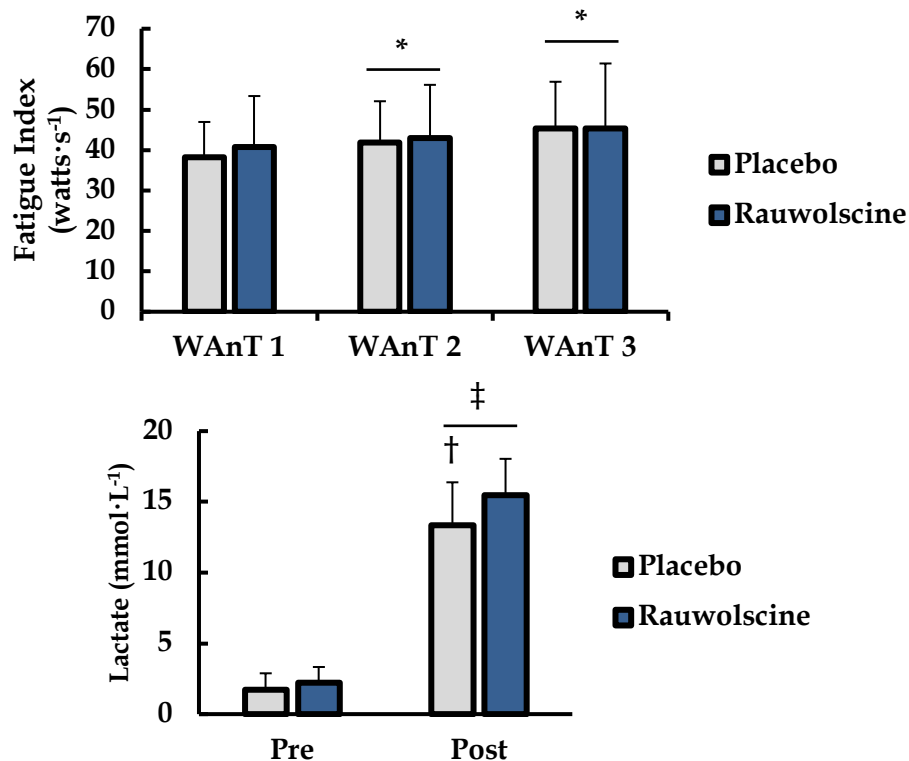 Fatigue Index
(watts·s⁻¹)
70
60
50
40
30
20
10
0
*
*
WAnT 1
WAnT 2
WAnT 3
Placebo
Rauwolscine
Lactate (mmol·L⁻¹)
20
15
10
5
0
‡
†
Pre
Post
Placebo
Rauwolscine